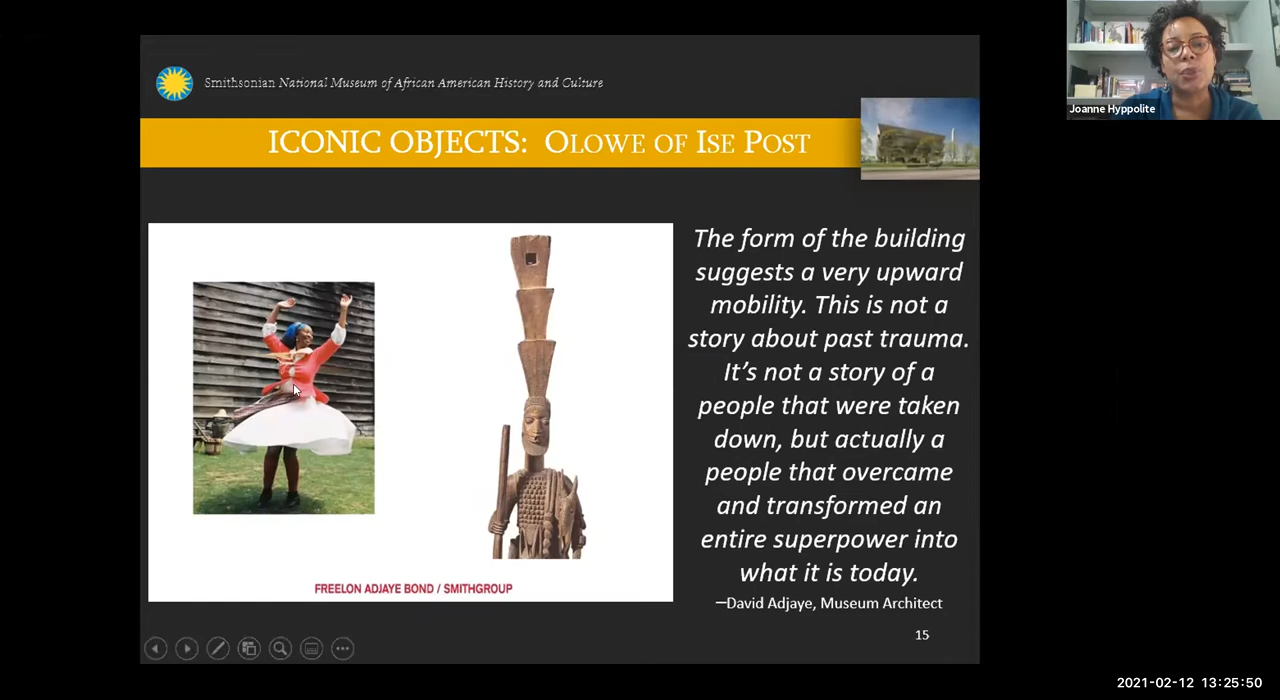 Smithsonian National Museum of African American History and Culture
ICONIC OBJECTS: OLOWE OF ISE POST
Joanne Hyppolite
The form of the building
suggests a very upward
mobility. This is not a
story about past trauma.
It's not a story of a
people that were taken
down, but actually a
people that overcame
and transformed an
entire superpower into
what it is today.
—David Adjaye, Museum Architect
FREELON ADJAYE BOND / SMITHGROUP
15
2021-02-12 13:25:50